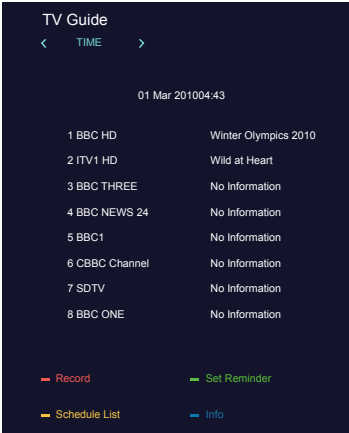 TV Guide
< TIME >
01 Mar 201004:43
1 BBC HD Winter Olympics 2010
2 ITV1 HD Wild at Heart
3 BBC THREE No Information
4 BBC NEWS 24 No Information
5 BBC1 No Information
6 CBBC Channel No Information
7 SDTV No Information
8 BBC ONE No Information
Record Set Reminder
Schedule List Info